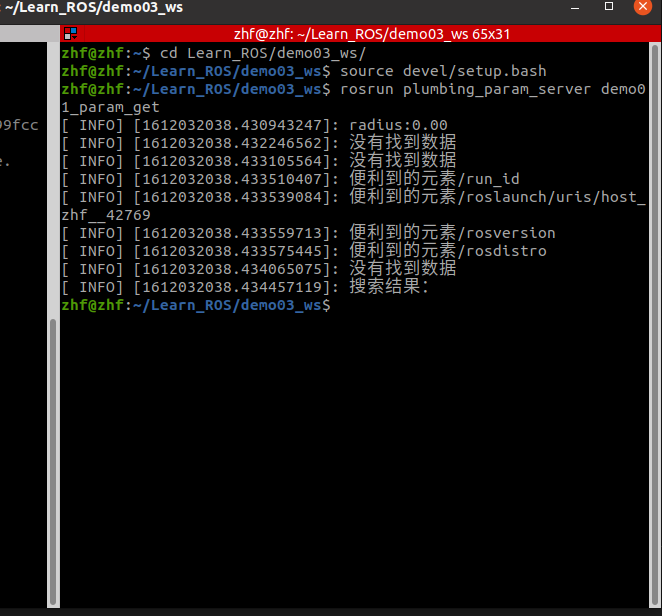 : ~/Learn_ROS/demo03_ws
zhf@zhf: ~/Learn_ROS/demo03_ws 65x31
zhf@zhf:~$ cd Learn_ROS/demo03_ws/
zhf@zhf:~/Learn_ROS/demo03_ws$ source devel/setup.bash
zhf@zhf:~/Learn_ROS/demo03_ws$ rosrun plumbing_param_server demo0
1_param_get
99fcc
[ INFO] [1612032038.430943247]: radius:0.00
[ INFO] [1612032038.432246562]: 没有找到数据
e.
[ INFO] [1612032038.433105564]: 没有找到数据
[ INFO] [1612032038.433510407]: 便利到的元素/run_id
[ INFO] [1612032038.433539084]: 便利到的元素/roslaunch/uris/host_
zhf__42769
[ INFO] [1612032038.433559713]: 便利到的元素/rosversion
[ INFO] [1612032038.433575445]: 便利到的元素/rosdistro
[ INFO] [1612032038.434065075]: 没有找到数据
[ INFO] [1612032038.434457119]: 搜索结果：
zhf@zhf:~/Learn_ROS/demo03_ws$